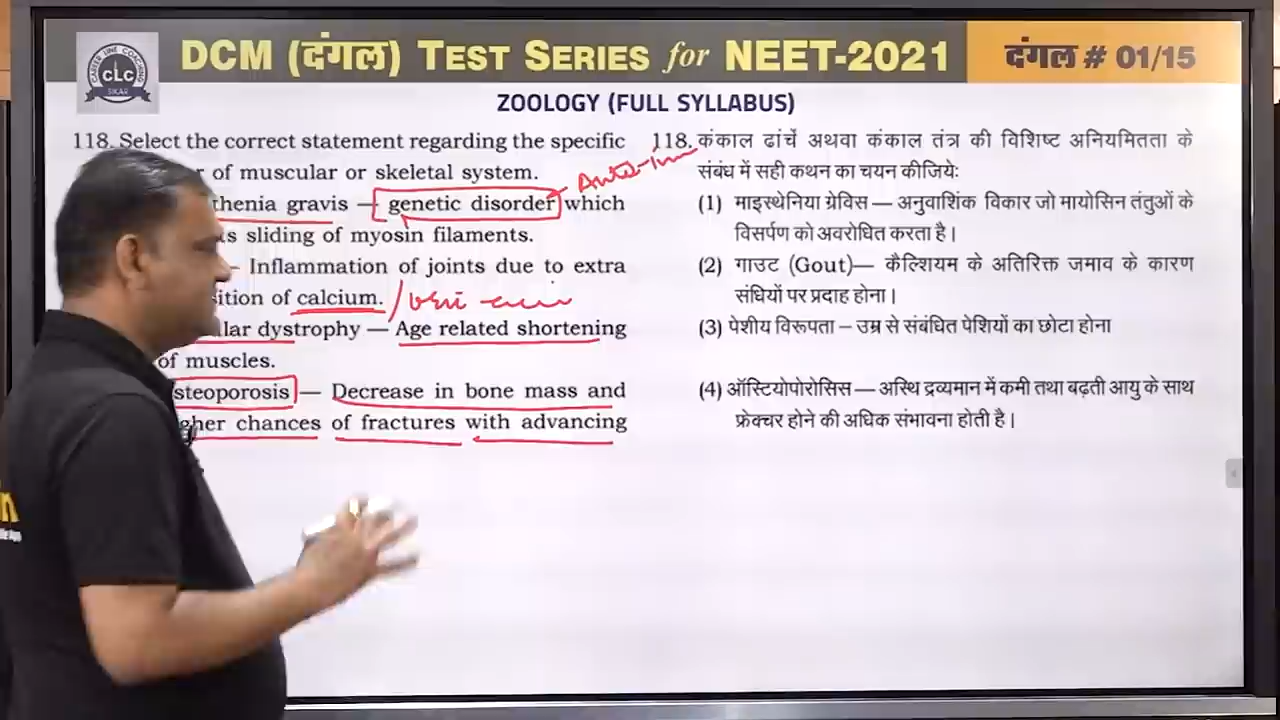 CLC
SIKAR
DCM (दंगल) TEST SERIES for NEET-2021
दंगल # 01/15
ZOOLOGY (FULL SYLLABUS)
118. Select the correct statement regarding the specific
of muscular or skeletal system.
thenia gravis — genetic disorder which
Auto-im
sliding of myosin filaments.
— Inflammation of joints due to extra
sition of calcium.
lar dystrophy — Age related shortening
of muscles.
steoporosis — Decrease in bone mass and
gher chances of fractures with advancing
118. कंकाल ढांचें अथवा कंकाल तंत्र की विशिष्ट अनियमितता के
संबंध में सही कथन का चयन कीजिये:
(1) माइस्थेनिया ग्रेविस — अनुवाशिंक विकार जो मायोसिन तंतुओं के
विसर्पण को अवरोधित करता है।
(2) गाउट (Gout)— कैल्शियम के अतिरिक्त जमाव के कारण
संधियों पर प्रदाह होना।
(3) पेशीय विरूपता – उम्र से संबंधित पेशियों का छोटा होना
(4) ऑस्टियोपोरोसिस — अस्थि द्रव्यमान में कमी तथा बढ़ती आयु के साथ
फ्रेक्चर होने की अधिक संभावना होती है।